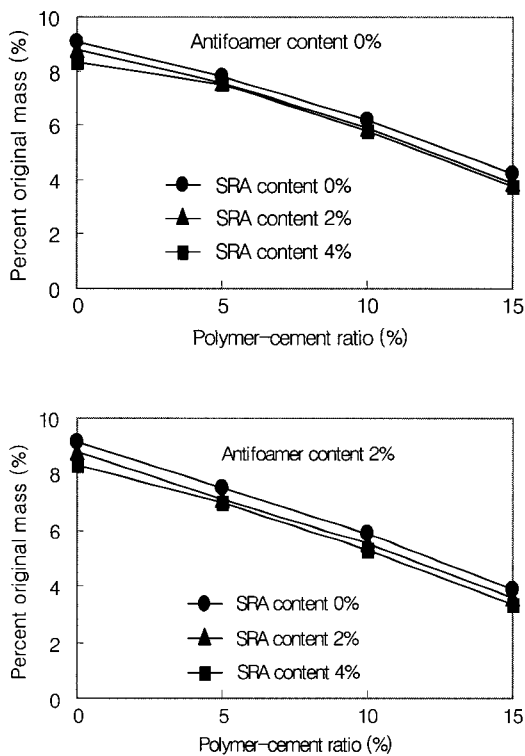 Percent original mass (%)
10
8
6
4
2
0
Antifoamer content 0%
SRA content 0%
SRA content 2%
SRA content 4%
0 5 10 15
Polymer-cement ratio (%)
Percent original mass (%)
10
8
6
4
2
0
Antifoamer content 2%
SRA content 0%
SRA content 2%
SRA content 4%
0 5 10 15
Polymer-cement ratio (%)